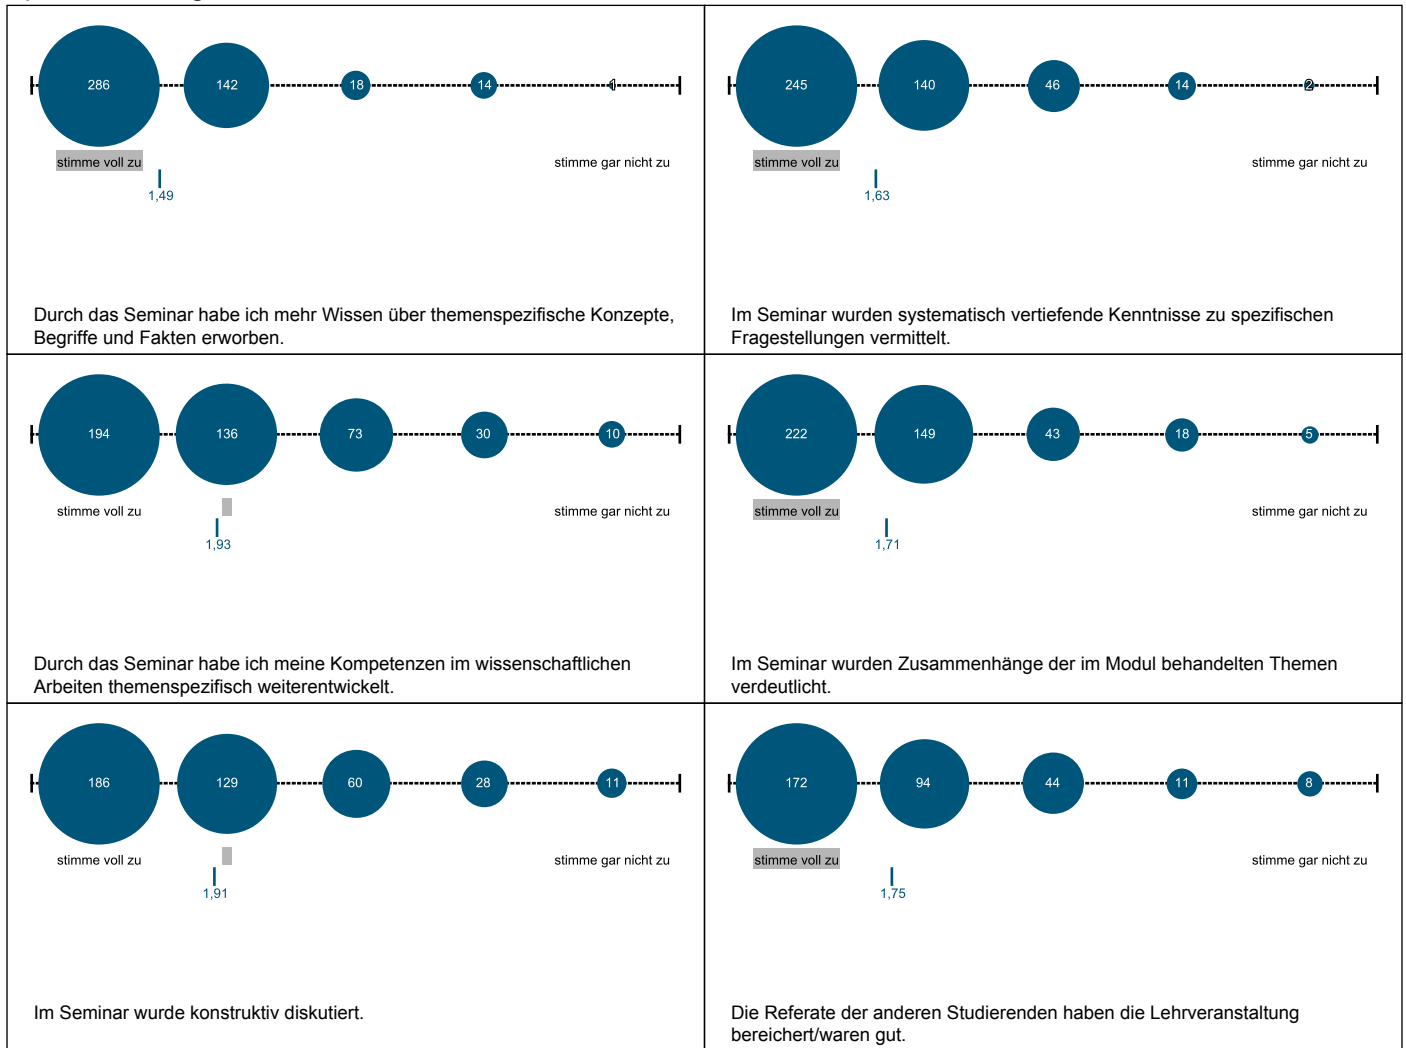 286 142 18 14 1
stimme voll zu stimme gar nicht zu
1,49
Durch das Seminar habe ich mehr Wissen über themenspezifische Konzepte,
Begriffe und Fakten erworben.
245 140 46 14 2
stimme voll zu stimme gar nicht zu
1,63
Im Seminar wurden systematisch vertiefende Kenntnisse zu spezifischen
Fragestellungen vermittelt.
194 136 73 30 10
stimme voll zu stimme gar nicht zu
1,93
Durch das Seminar habe ich meine Kompetenzen im wissenschaftlichen
Arbeiten themenspezifisch weiterentwickelt.
222 149 43 18 5
stimme voll zu stimme gar nicht zu
1,71
Im Seminar wurden Zusammenhänge der im Modul behandelten Themen
verdeutlicht.
186 129 60 28 11
stimme voll zu stimme gar nicht zu
1,91
Im Seminar wurde konstruktiv diskutiert.
172 94 44 11 8
stimme voll zu stimme gar nicht zu
1,75
Die Referate der anderen Studierenden haben die Lehrveranstaltung
bereichert/waren gut.